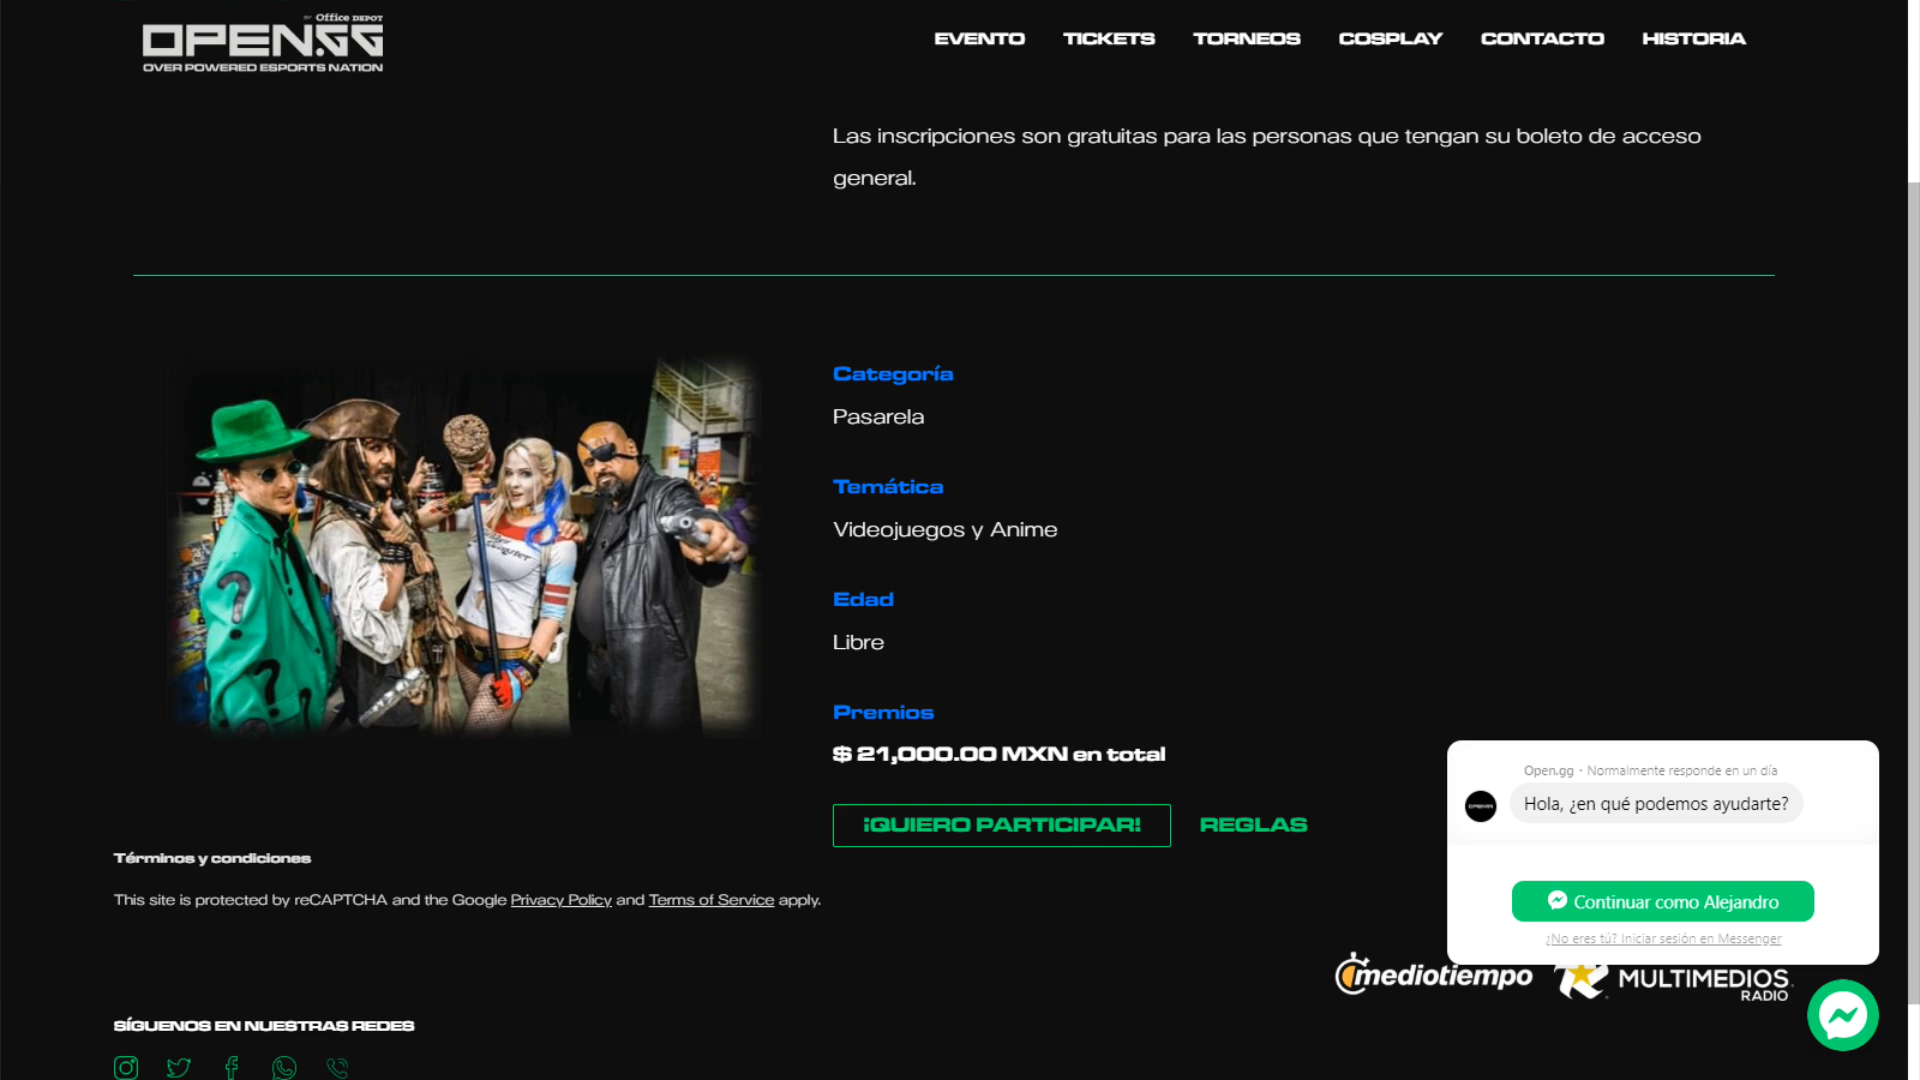 BY Office DEPOT
OPEN.GG
OVER POWERED ESPORTS NATION
EVENTO TICKETS TORNEOS COSPLAY CONTACTO HISTORIA
Las inscripciones son gratuitas para las personas que tengan su boleto de acceso
general.
Categoría
Pasarela
Temática
Videojuegos y Anime
Edad
Libre
Premios
$ 21,000.00 MXN en total
¡QUIERO PARTICIPAR! REGLAS
Términos y condiciones
This site is protected by reCAPTCHA and the Google Privacy Policy and Terms of Service apply.
Open.gg · Normalmente responde en un día
Hola, ¿en qué podemos ayudarte?
Continuar como Alejandro
¿No eres tú? Iniciar sesión en Messenger
mediotiempo
MULTIMEDIOS
RADIO
SÍGUENOS EN NUESTRAS REDES